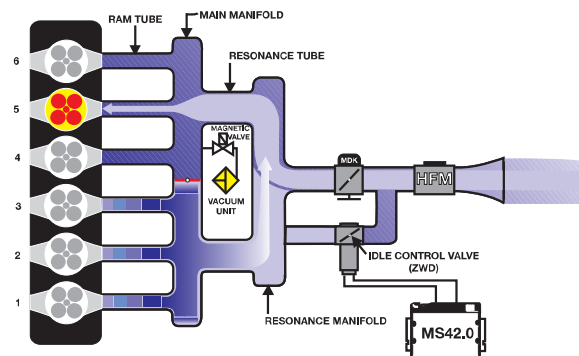 MAIN MANIFOLD
RAM TUBE
RESONANCE TUBE
6
5
4
3
2
1
MAGNETIC
VALVE
VACUUM
UNIT
MDK
HFM
IDLE CONTROL VALVE
(ZWD)
RESONANCE MANIFOLD
MS42.0